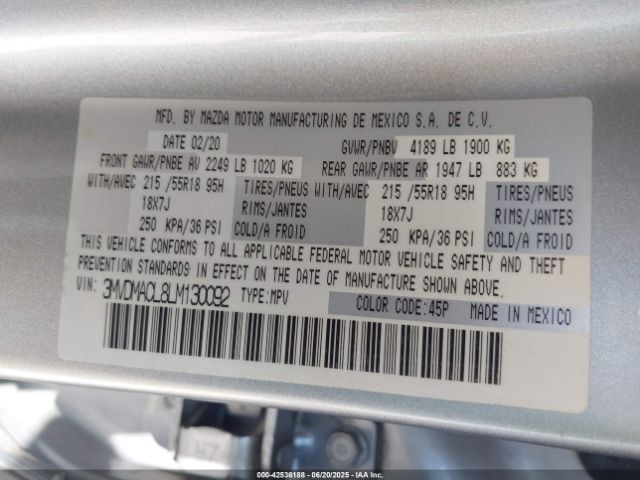 MFD. BY MAZDA MOTOR MANUFACTURING DE MEXICO S.A. DE C.V.
DATE 02/20 GVWR/PNBV 4189 LB 1900 KG
FRONT GAWR/PNBE AV 2249 LB 1020 KG REAR GAWR/PNBE AR 1947 LB 883 KG
WITH/AVEC 215 /55R18 95H TIRES/PNEUS WITH/AVEC 215 /55R18 95H TIRES/PNEUS
18X7J RIMS/JANTES 18X7J RIMS/JANTES
250 KPA/36 PSI COLD/A FROID 250 KPA/36 PSI COLD/A FROID
THIS VEHICLE CONFORMS TO ALL APPLICABLE FEDERAL MOTOR VEHICLE SAFETY AND THEFT
PREVENTION STANDARDS IN EFFECT ON THE DATE OF MANUFACTURE SHOWN ABOVE.
VIN: 3MVDMACL8LM130092 TYPE:MPV COLOR CODE:45P MADE IN MEXICO
H7
000-42536188 - 06/20/2025 - IAA, Inc.